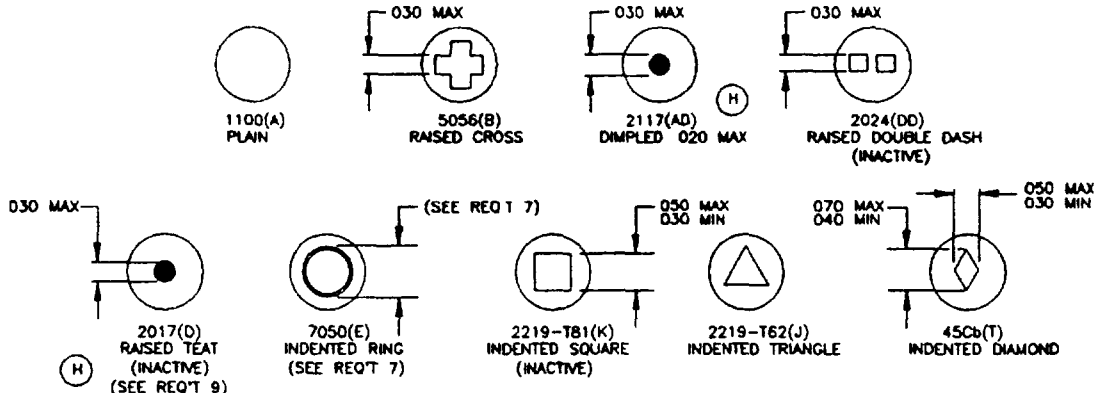 030 MAX
030 MAX
030 MAX
H
1100(A)
PLAIN
5056(B)
RAISED CROSS
2117(AD)
DIMPLED 020 MAX
2024(DD)
RAISED DOUBLE DASH
(INACTIVE)
030 MAX
(SEE REQ'T 7)
050 MAX
030 MIN
070 MAX
040 MIN
050 MAX
030 MIN
2017(D)
RAISED TEAT
(INACTIVE)
(SEE REQ'T 9)
H
7050(E)
INDENTED RING
(SEE REQ'T 7)
2219-T81(K)
INDENTED SQUARE
(INACTIVE)
2219-T62(J)
INDENTED TRIANGLE
45Cb(T)
INDENTED DIAMOND